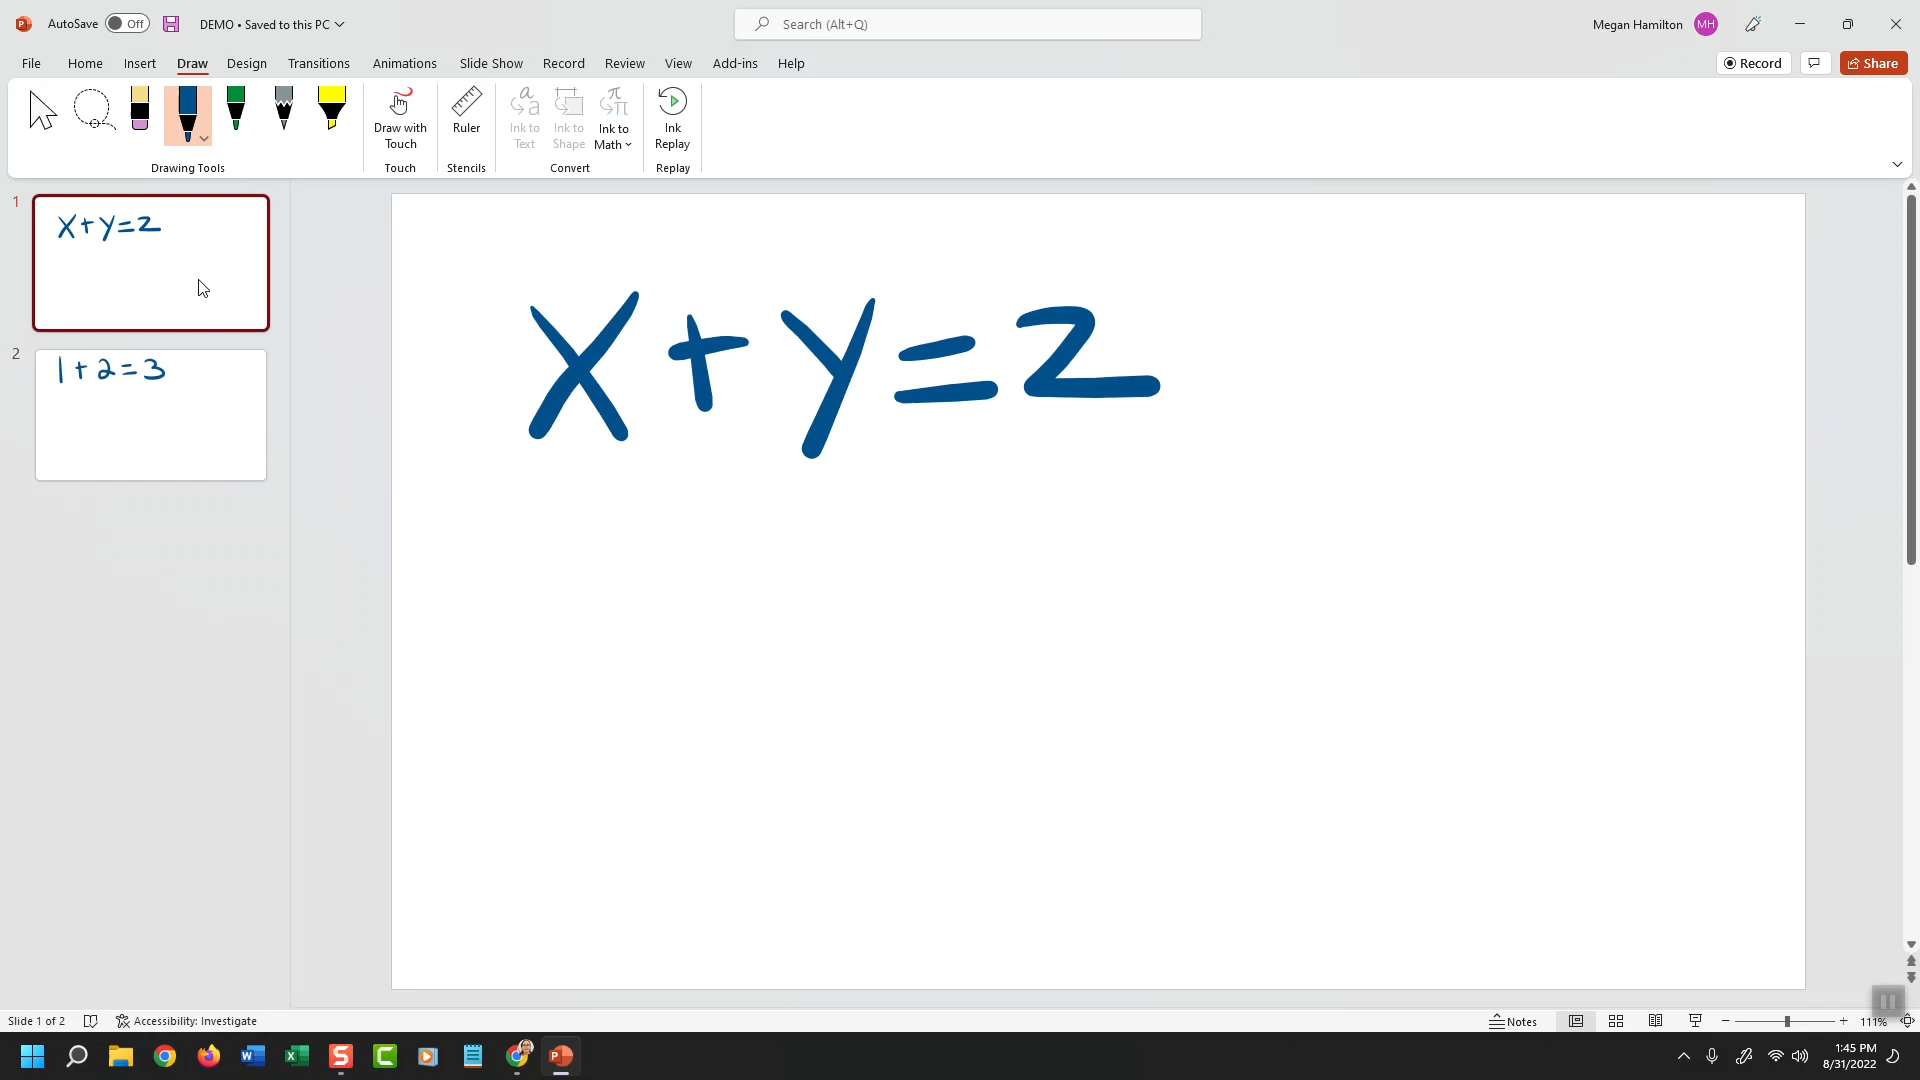 AutoSave Off DEMO • Saved to this PC Search (Alt+Q) Megan Hamilton MH
File Home Insert Draw Design Transitions Animations Slide Show Record Review View Add-ins Help Record Share
Draw with Touch
Ruler
Ink to Text
Ink to Shape
Ink to Math
Ink Replay
Drawing Tools Touch Stencils Convert Replay
1
X+y=2
2
1+2=3
X+y=2
Slide 1 of 2 Accessibility: Investigate Notes 111%
1:45 PM
8/31/2022